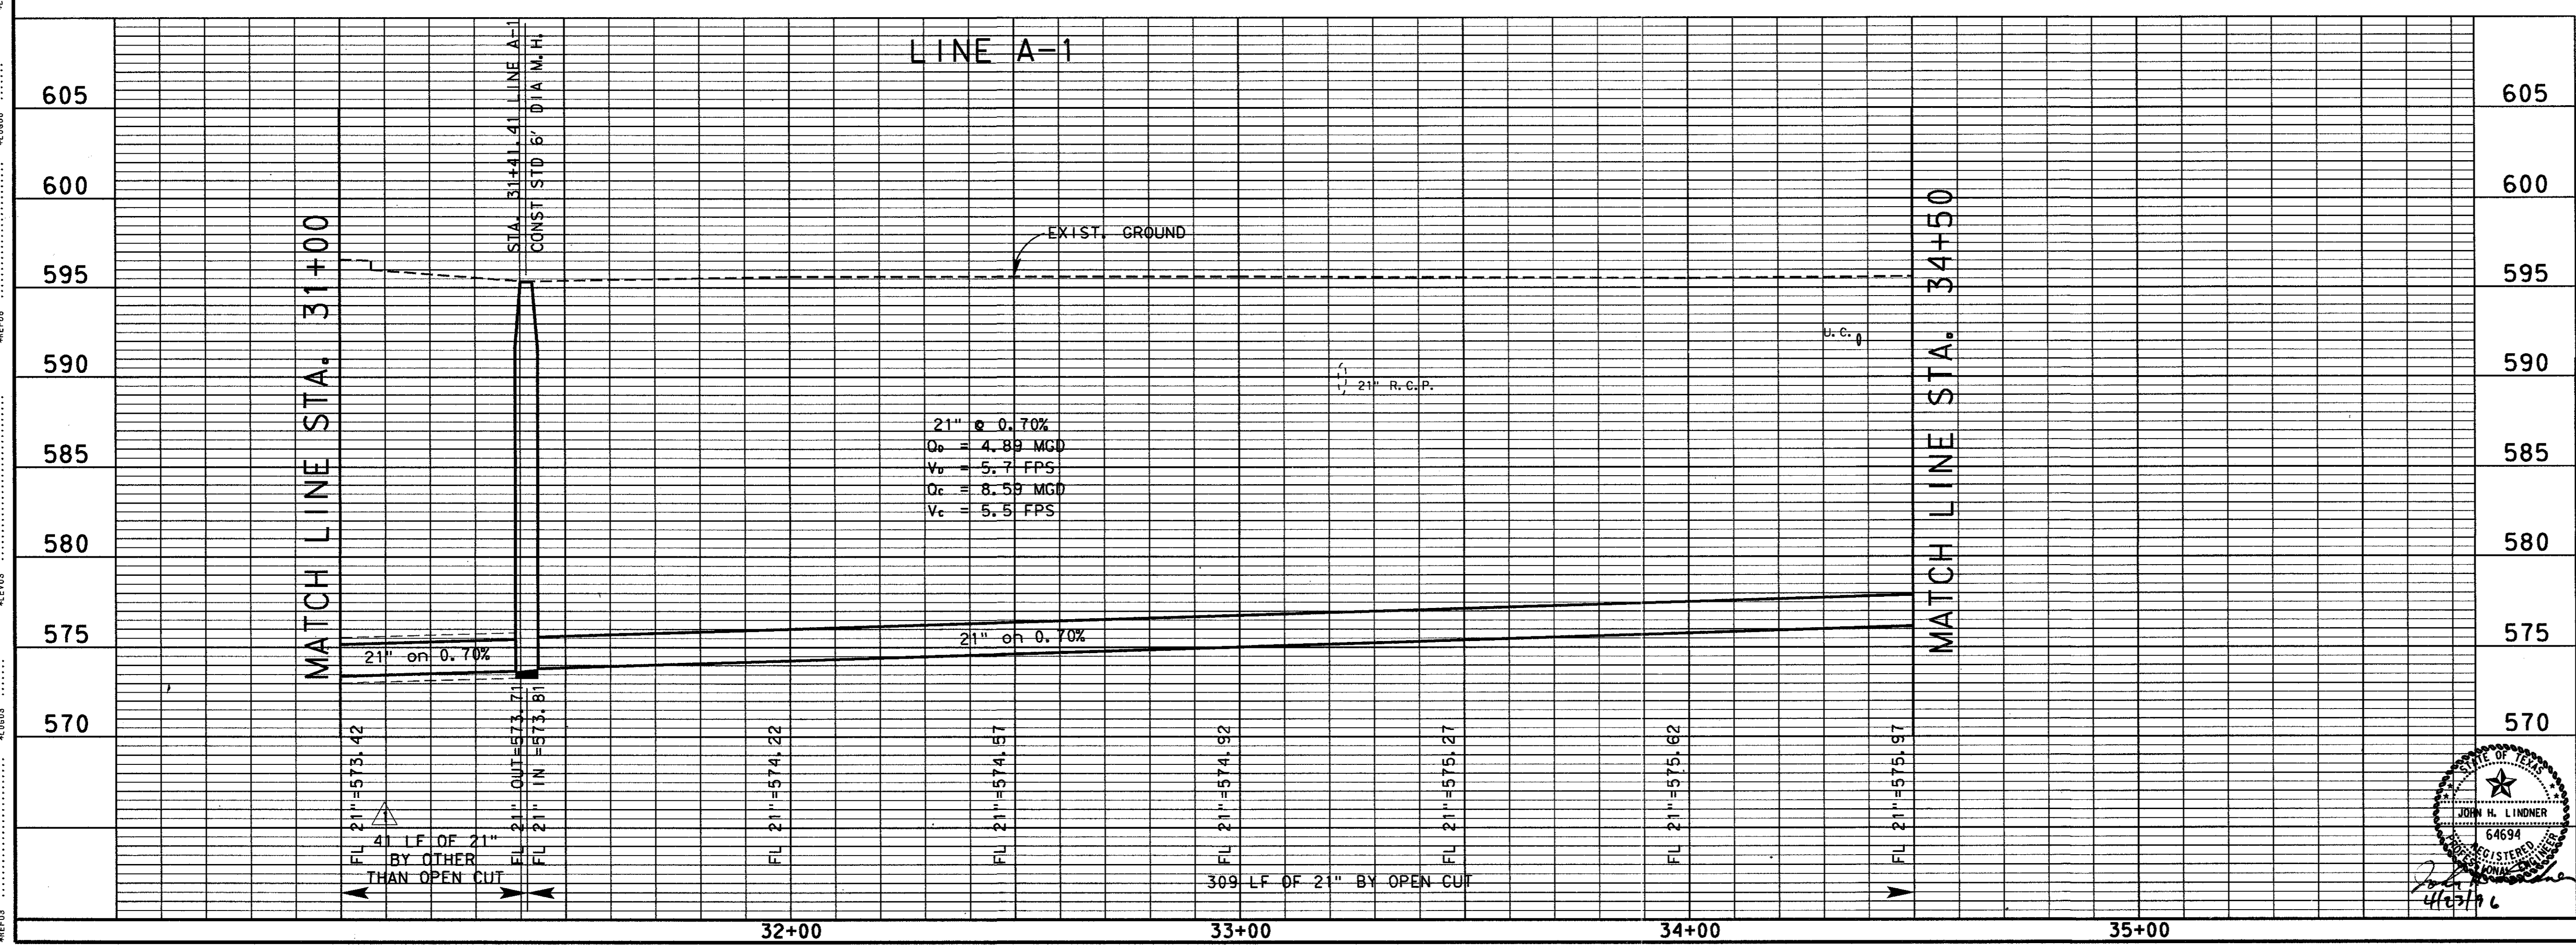 LINE A-1
STA. 31+41.41 LINE A-1
CONST STD 6' DIA M.H.
605
605
600
600
595
595
590
590
585
585
580
580
575
575
570
570
MATCH LINE STA. 31+00
MATCH LINE STA. 34+50
EXIST. GROUND
U.C.
21" R.C.P.
21" @ 0.70%
QD = 4.89 MGD
VD = 5.7 FPS
QC = 8.59 MGD
VC = 5.5 FPS
21" on 0.70%
21" on 0.70%
FL 21"=573.42
FL 21" OUT=573.71
FL 21" IN =573.81
FL 21"=574.22
FL 21"=574.57
FL 21"=574.92
FL 21"=575.27
FL 21"=575.62
FL 21"=575.97
1
41 LF OF 21"
BY OTHER
THAN OPEN CUT
309 LF OF 21" BY OPEN CUT
STATE OF TEXAS
JOHN H. LINDNER
64694
REGISTERED
PROFESSIONAL ENGINEER
4/23/96
32+00
33+00
34+00
35+00